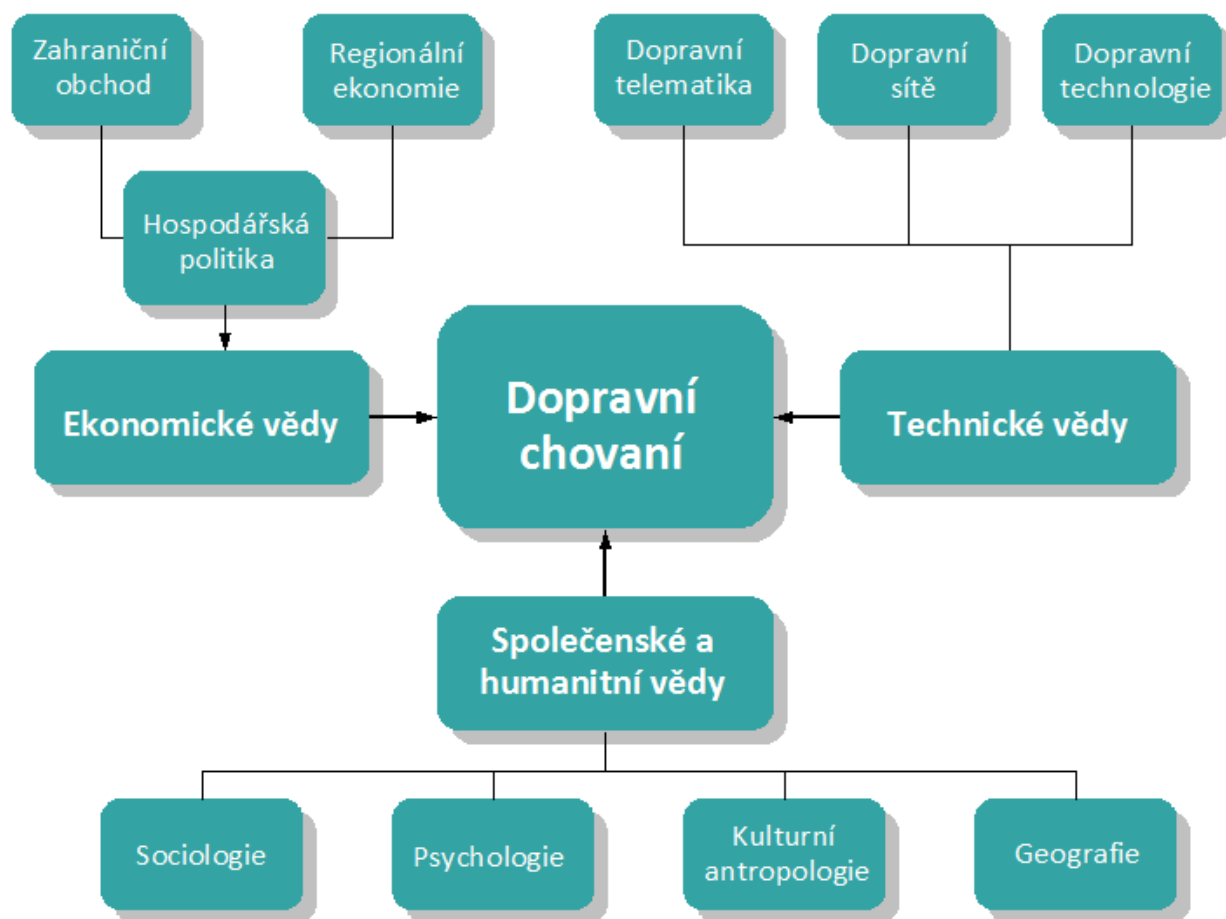 Zahraniční
obchod
Regionální
ekonomie
Dopravní
telematika
Dopravní
sítě
Dopravní
technologie
Hospodářská
politika
Ekonomické vědy
Dopravní
chovaní
Technické vědy
Společenské a
humanitní vědy
Sociologie
Psychologie
Kulturní
antropologie
Geografie